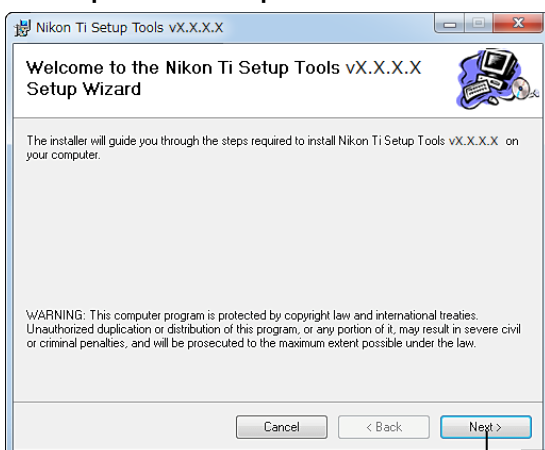 Nikon Ti Setup Tools vX.X.X.X
Welcome to the Nikon Ti Setup Tools vX.X.X.X
Setup Wizard
The installer will guide you through the steps required to install Nikon Ti Setup Tools vX.X.X.X on
your computer.
WARNING: This computer program is protected by copyright law and international treaties.
Unauthorized duplication or distribution of this program, or any portion of it, may result in severe civil
or criminal penalties, and will be prosecuted to the maximum extent possible under the law.
Cancel
< Back
Next >